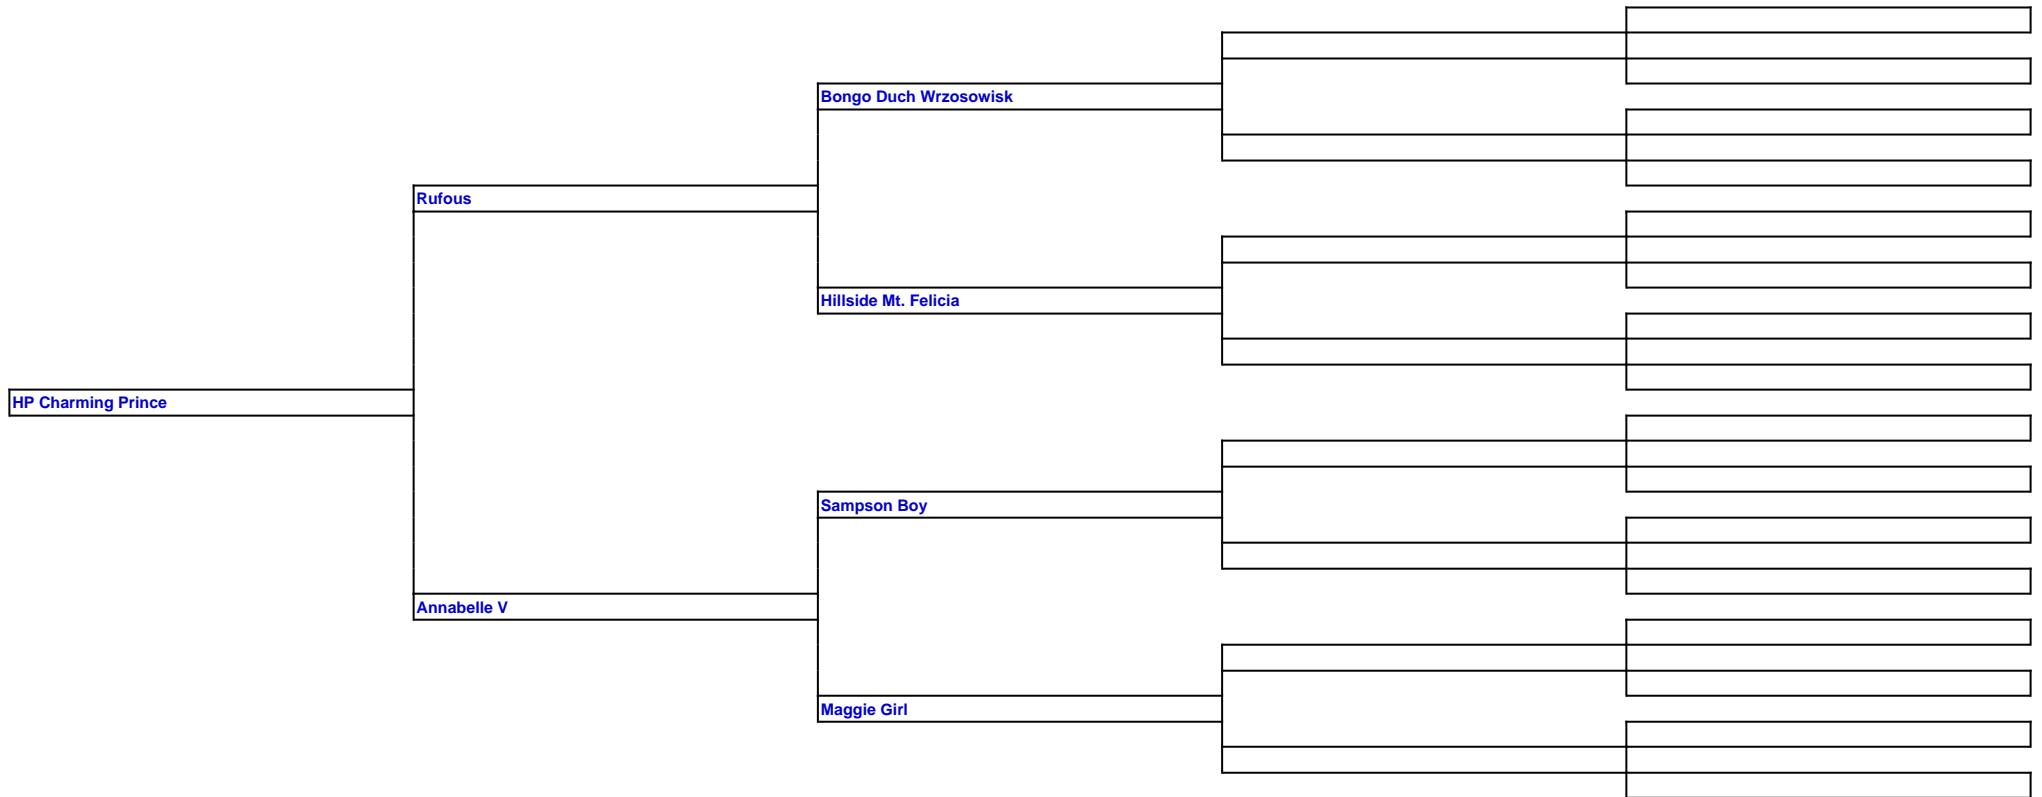 Bongo Duch Wrzosowisk
Rufous
Hillside Mt. Felicia
HP Charming Prince
Sampson Boy
Annabelle V
Maggie Girl